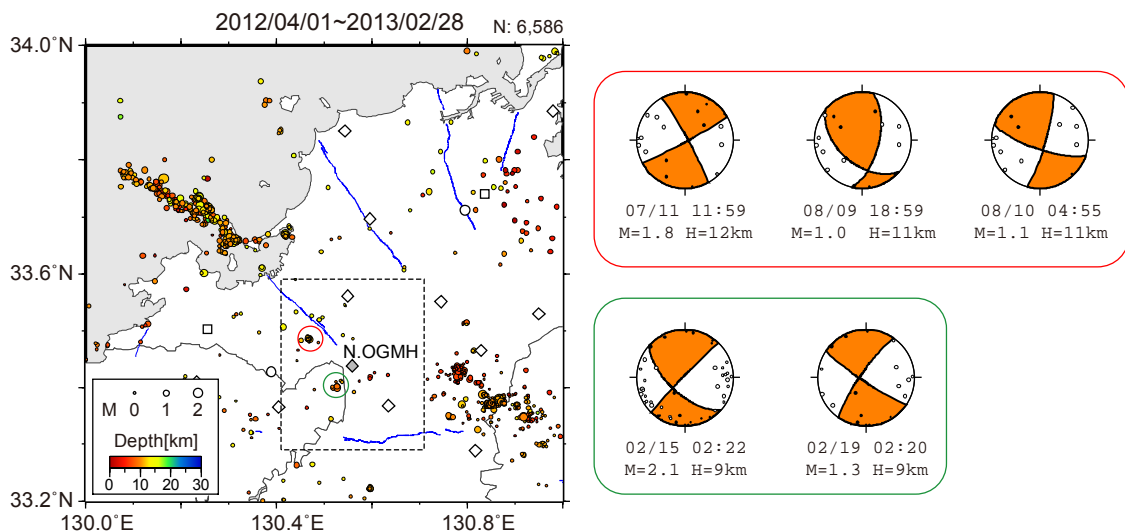 2012/04/01~2013/02/28
N: 6,586
34.0˚N
33.6˚N
33.2˚N
130.0˚E
130.4˚E
130.8˚E
N.OGMH
M 0 1 2
Depth[km]
0 10 20 30
07/11 11:59
M=1.8 H=12km
08/09 18:59
M=1.0 H=11km
08/10 04:55
M=1.1 H=11km
02/15 02:22
M=2.1 H=9km
02/19 02:20
M=1.3 H=9km